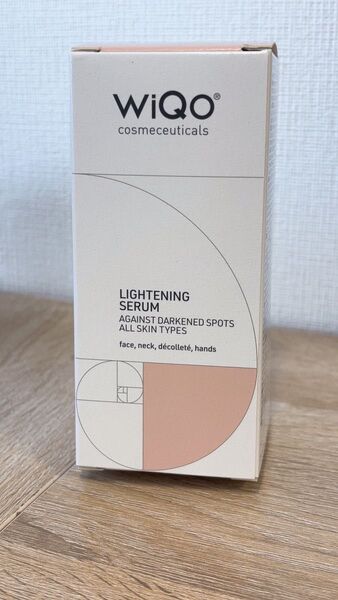 WiQo®
cosmeceuticals
LIGHTENING
SERUM
AGAINST DARKENED SPOTS
ALL SKIN TYPES
face, neck, décolleté, hands